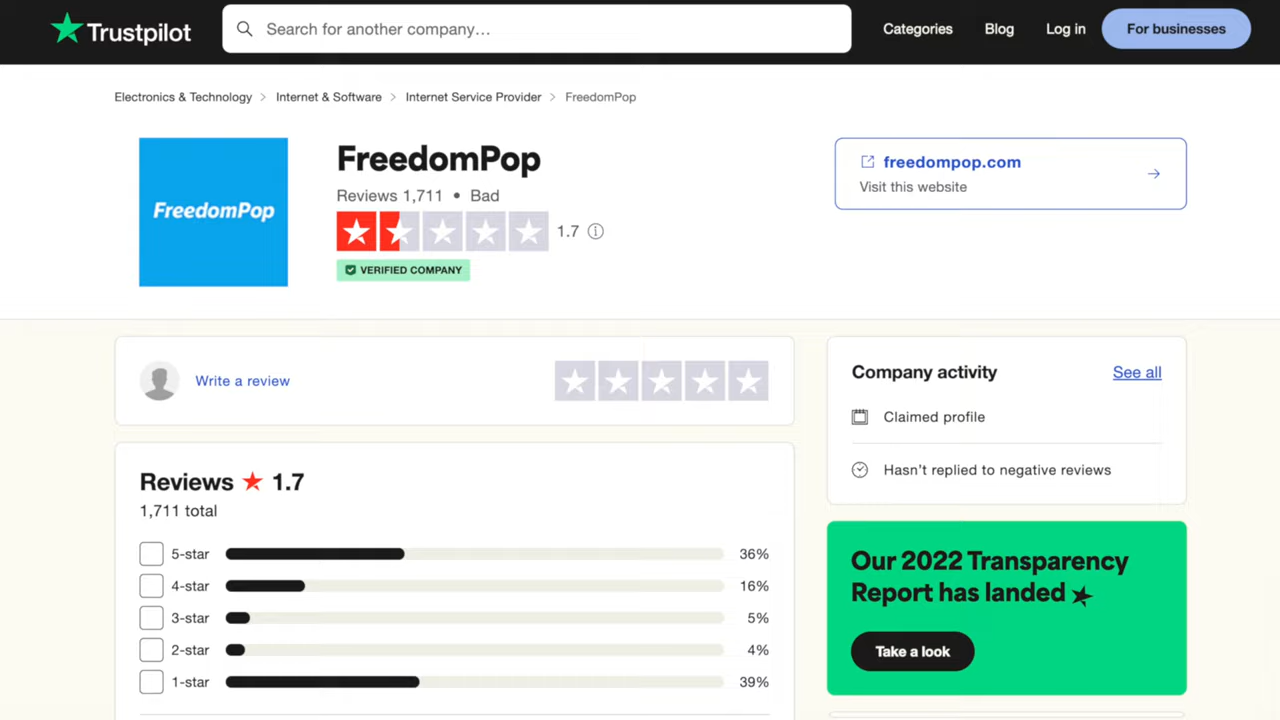 Trustpilot
Search for another company…
Categories
Blog
Log in
For businesses
Electronics & Technology > Internet & Software > Internet Service Provider > FreedomPop
FreedomPop
FreedomPop
Reviews 1,711 • Bad
1.7
VERIFIED COMPANY
freedompop.com
Visit this website
Write a review
Reviews 1.7
1,711 total
5-star 36%
4-star 16%
3-star 5%
2-star 4%
1-star 39%
Company activity
See all
Claimed profile
Hasn't replied to negative reviews
Our 2022 Transparency
Report has landed
Take a look